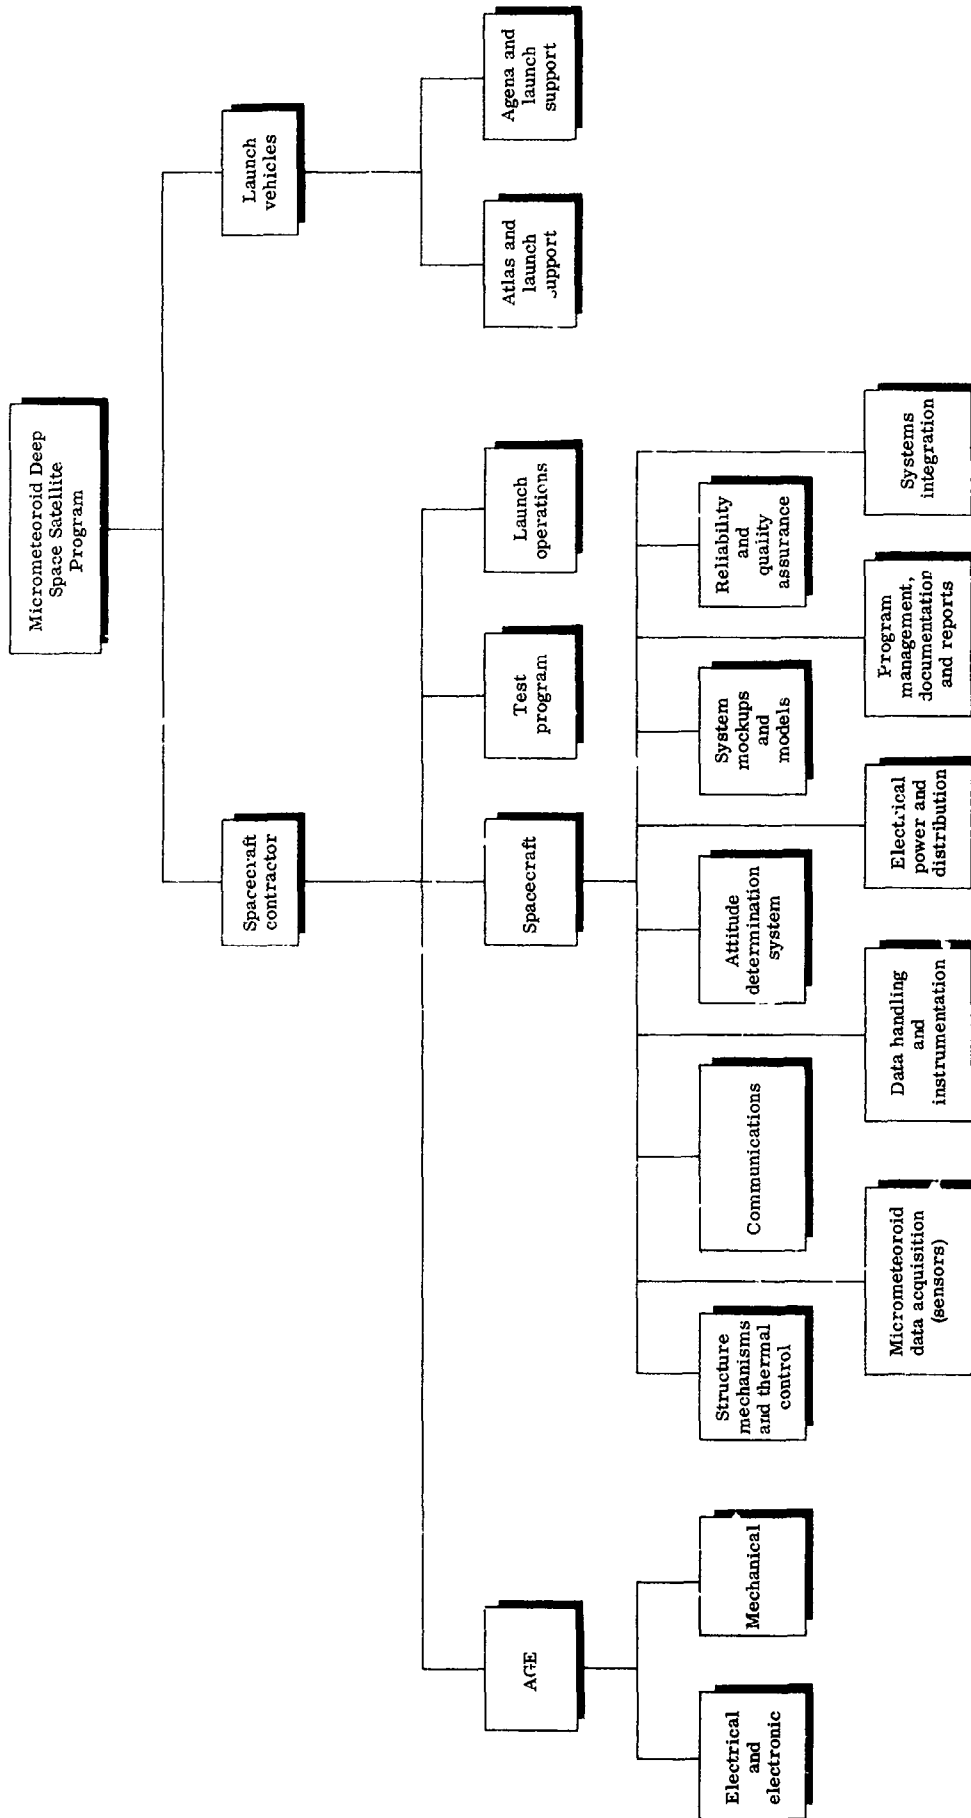 Micrometeoroid Deep
Space Satellite
Program
Spacecraft
contractor
Launch
vehicles
AGE
Spacecraft
Test
program
Launch
operations
Atlas and
launch
support
Agena and
launch
support
Electrical
and
electronic
Mechanical
Structure
mechanisms
and thermal
control
Communications
Attitude
determination
system
System
mockups
and
models
Reliability
and
quality
assurance
Micrometeoroid
data acquisition
(sensors)
Data handling
and
instrumentation
Electrical
power and
distribution
Program
management,
documentation
and reports
Systems
integration